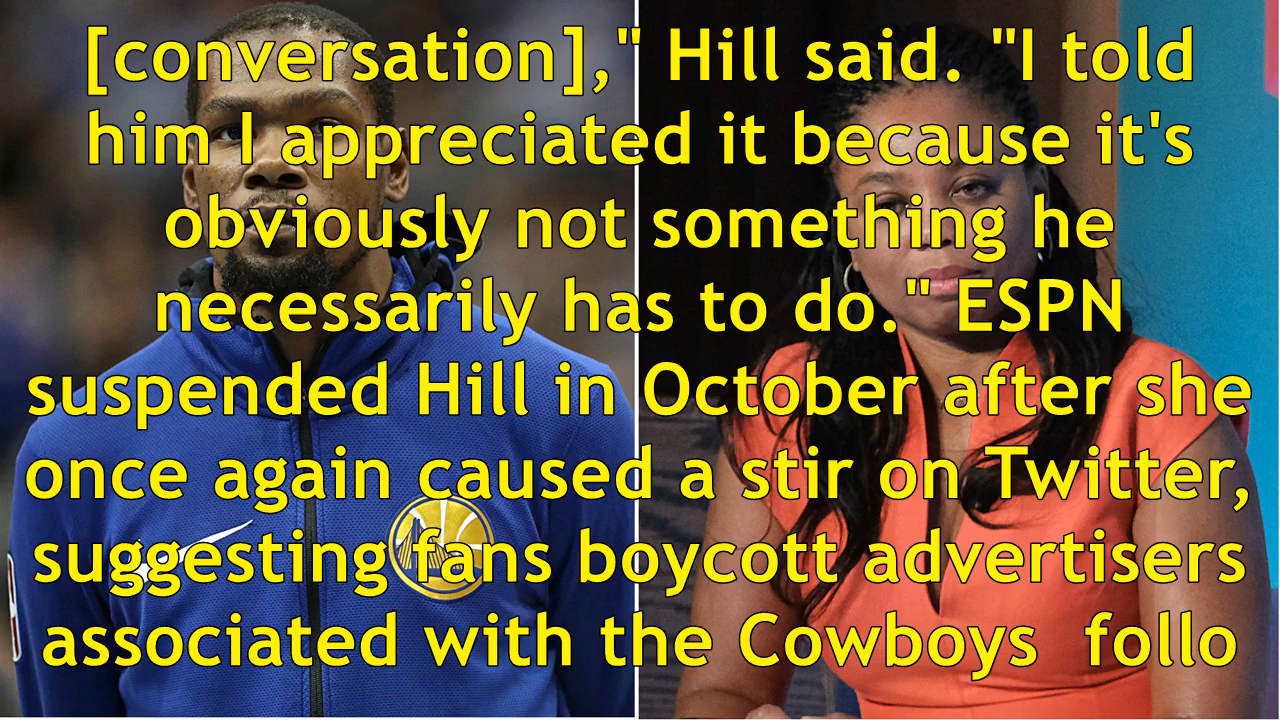 [conversation]," Hill said. "I told
him I appreciated it because it's
obviously not something he
necessarily has to do." ESPN
suspended Hill in October after she
once again caused a stir on Twitter,
suggesting fans boycott advertisers
associated with the Cowboys  follo